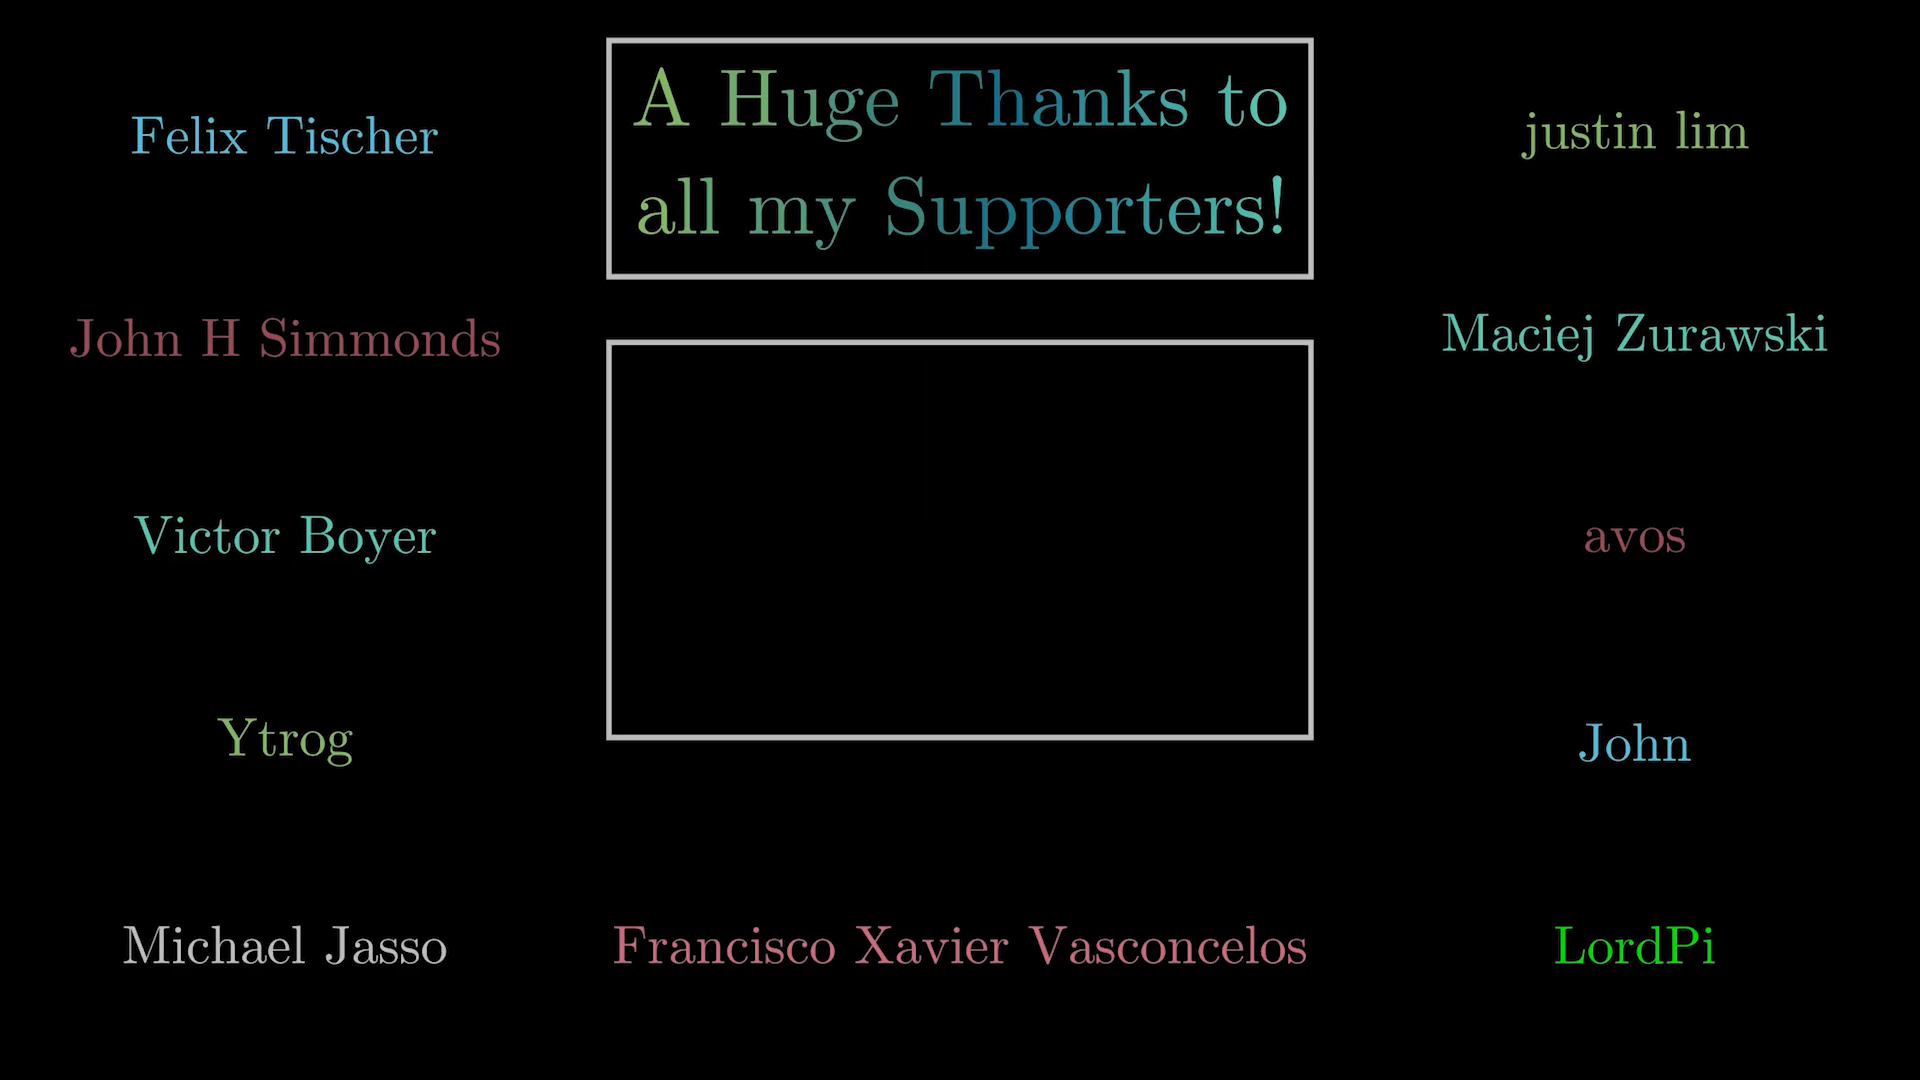 A Huge Thanks to
all my Supporters!
Felix Tischer
justin lim
John H Simmonds
Maciej Zurawski
Victor Boyer
avos
Ytrog
John
Michael Jasso
Francisco Xavier Vasconcelos
LordPi